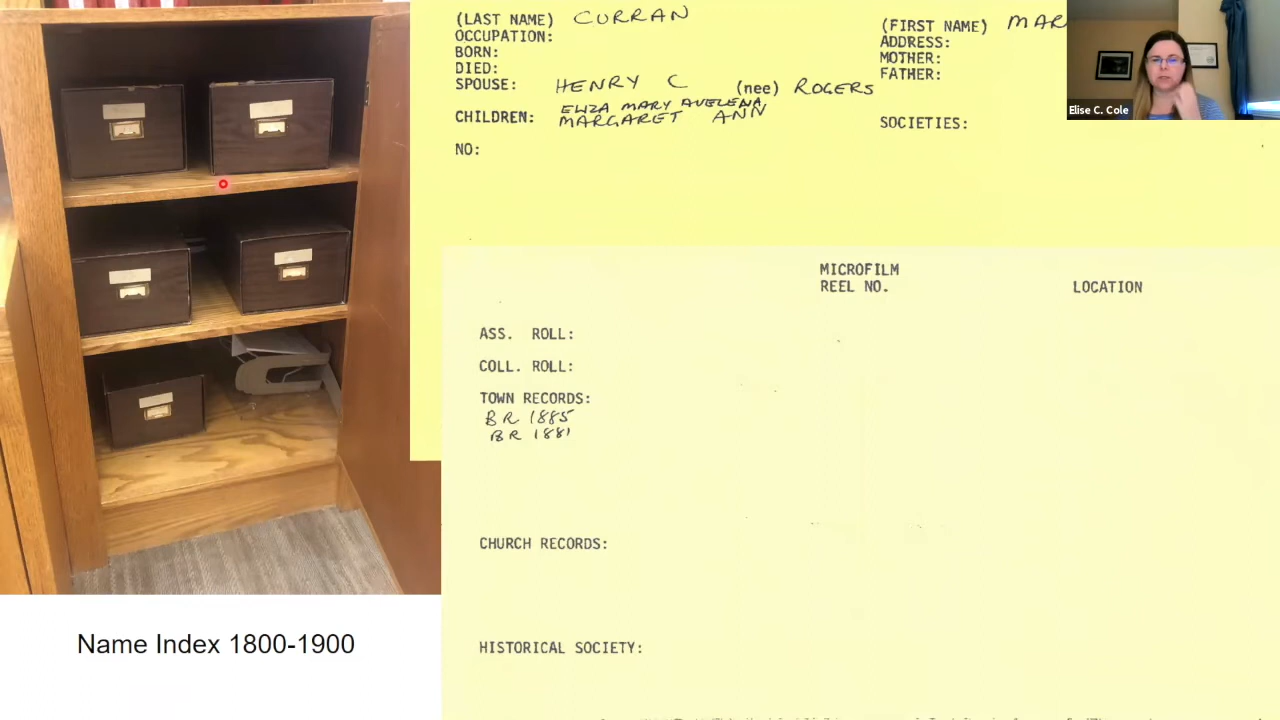 (LAST NAME) CURRAN
(FIRST NAME)
OCCUPATION:
ADDRESS:
BORN:
MOTHER:
DIED:
FATHER:
SPOUSE: HENRY C (nee) ROGERS
CHILDREN: ELIZA MARY AVELENA,
MARGARET ANN
SOCIETIES:
NO:
Elise C. Cole
MICROFILM
REEL NO.
LOCATION
ASS. ROLL:
COLL. ROLL:
TOWN RECORDS:
BR 1885
BR 1881
CHURCH RECORDS:
HISTORICAL SOCIETY:
Name Index 1800-1900